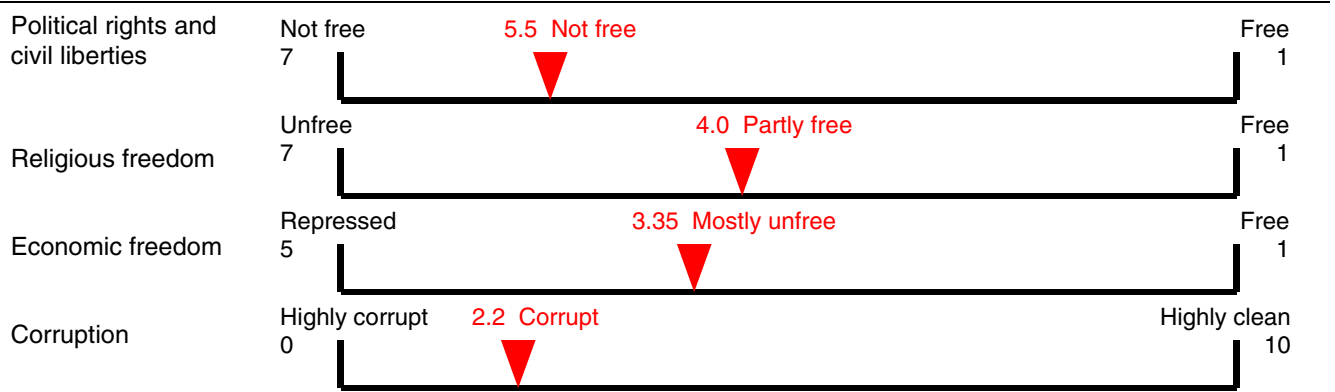 Political rights and
civil liberties
Not free
7
5.5 Not free
Free
1
Religious freedom
Unfree
7
4.0 Partly free
Free
1
Economic freedom
Repressed
5
3.35 Mostly unfree
Free
1
Corruption
Highly corrupt
0
2.2 Corrupt
Highly clean
10